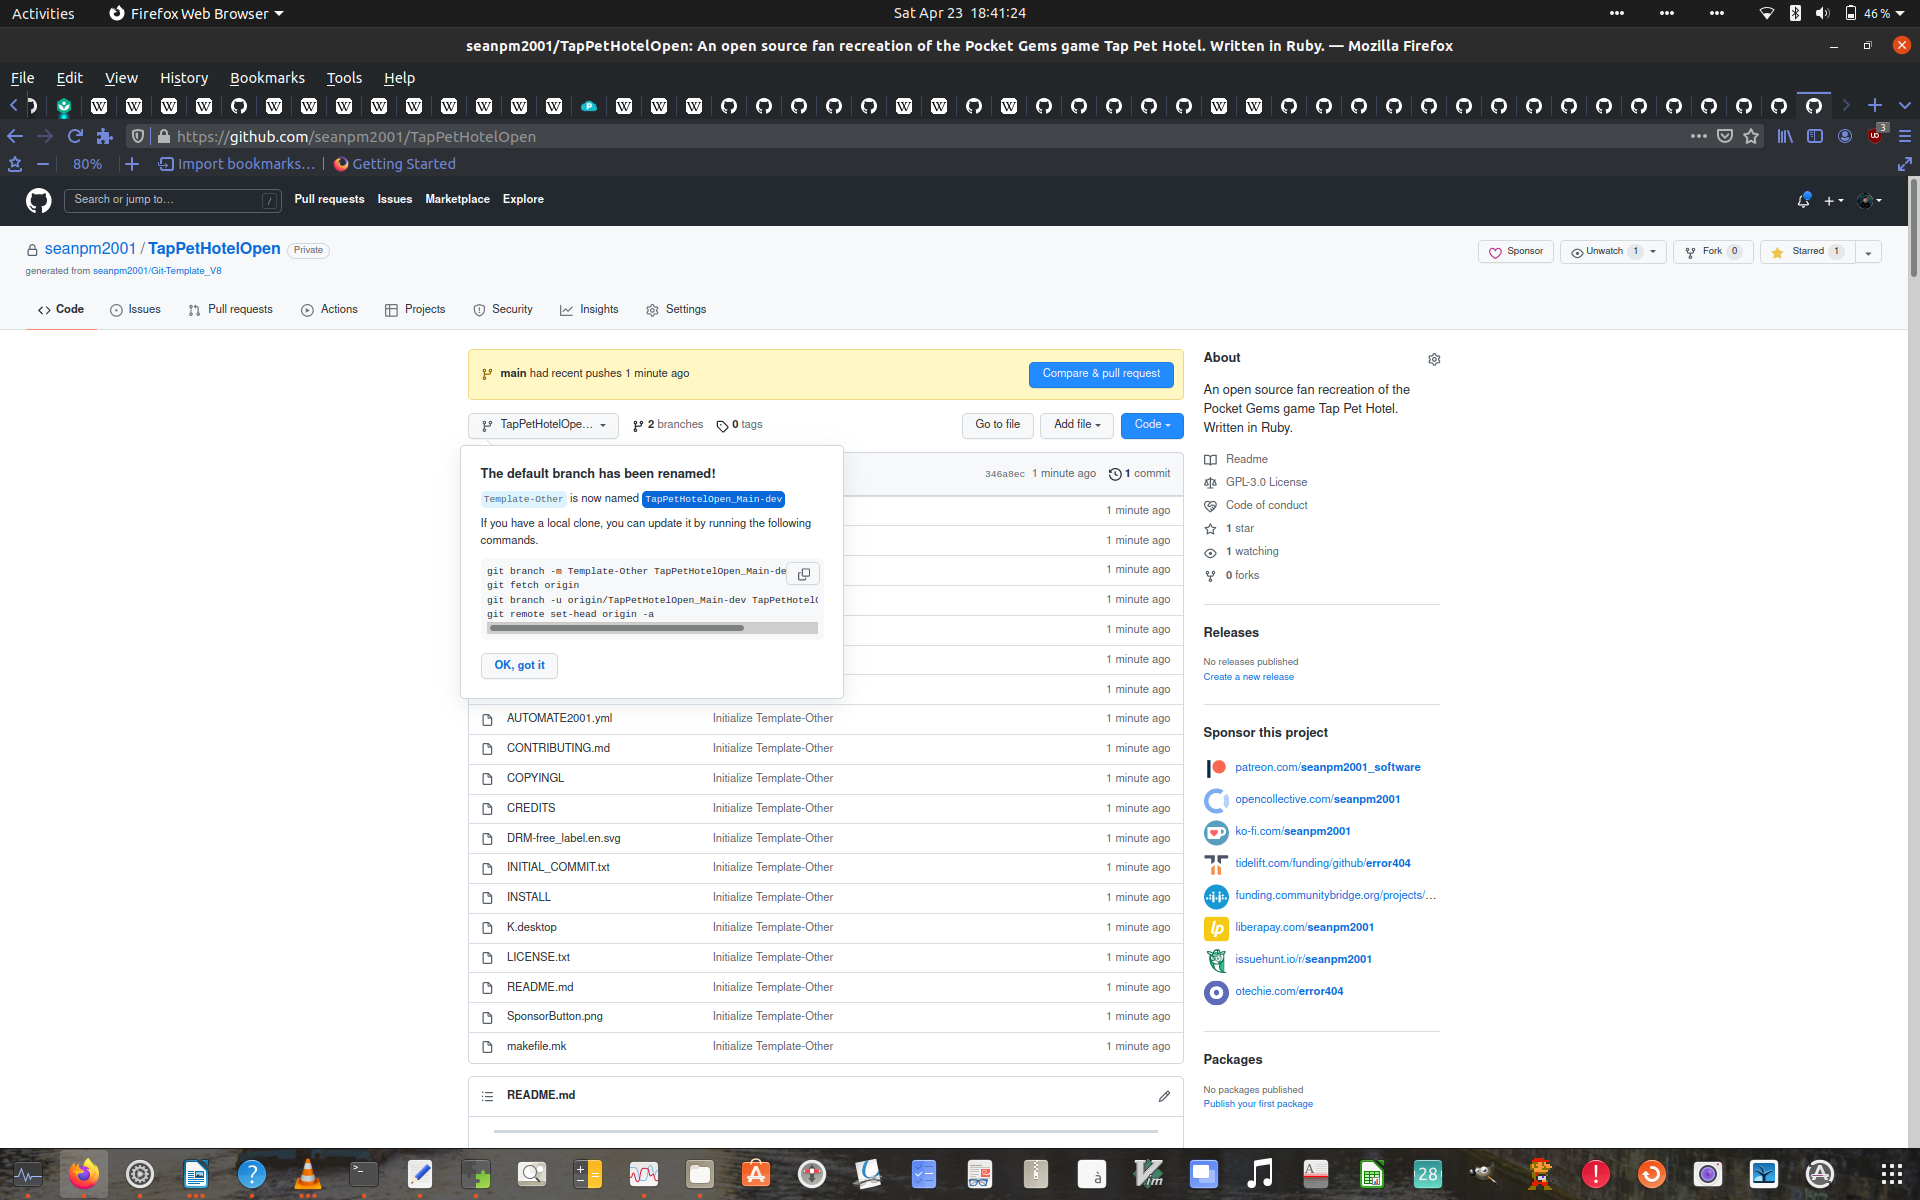 Activities
Firefox Web Browser
Sat Apr 23  18:41:24
46 %
seanpm2001/TapPetHotelOpen: An open source fan recreation of the Pocket Gems game Tap Pet Hotel. Written in Ruby. — Mozilla Firefox
File Edit View History Bookmarks Tools Help
https://github.com/seanpm2001/TapPetHotelOpen
3
80%
Import bookmarks...
Getting Started
Search or jump to...
/
Pull requests Issues Marketplace Explore
seanpm2001 / TapPetHotelOpen Private
generated from seanpm2001/Git-Template_V8
Sponsor
Unwatch 1
Fork 0
Starred 1
Code Issues Pull requests Actions Projects Security Insights Settings
main had recent pushes 1 minute ago
Compare & pull request
TapPetHotelOpe...
2 branches
0 tags
Go to file
Add file
Code
346a8ec 1 minute ago 1 commit
The default branch has been renamed!
Template-Other is now named TapPetHotelOpen_Main-dev
If you have a local clone, you can update it by running the following
commands.
git branch -m Template-Other TapPetHotelOpen_Main-de
git fetch origin
git branch -u origin/TapPetHotelOpen_Main-dev TapPetHotelO
git remote set-head origin -a
OK, got it
1 minute ago
1 minute ago
1 minute ago
1 minute ago
1 minute ago
1 minute ago
1 minute ago
AUTOMATE2001.yml Initialize Template-Other 1 minute ago
CONTRIBUTING.md Initialize Template-Other 1 minute ago
COPYINGL Initialize Template-Other 1 minute ago
CREDITS Initialize Template-Other 1 minute ago
DRM-free_label.en.svg Initialize Template-Other 1 minute ago
INITIAL_COMMIT.txt Initialize Template-Other 1 minute ago
INSTALL Initialize Template-Other 1 minute ago
K.desktop Initialize Template-Other 1 minute ago
LICENSE.txt Initialize Template-Other 1 minute ago
README.md Initialize Template-Other 1 minute ago
SponsorButton.png Initialize Template-Other 1 minute ago
makefile.mk Initialize Template-Other 1 minute ago
README.md
About
An open source fan recreation of the
Pocket Gems game Tap Pet Hotel.
Written in Ruby.
Readme
GPL-3.0 License
Code of conduct
1 star
1 watching
0 forks
Releases
No releases published
Create a new release
Sponsor this project
patreon.com/seanpm2001_software
opencollective.com/seanpm2001
ko-fi.com/seanpm2001
tidelift.com/funding/github/error404
funding.communitybridge.org/projects/...
liberapay.com/seanpm2001
issuehunt.io/r/seanpm2001
otechie.com/error404
Packages
No packages published
Publish your first package
28